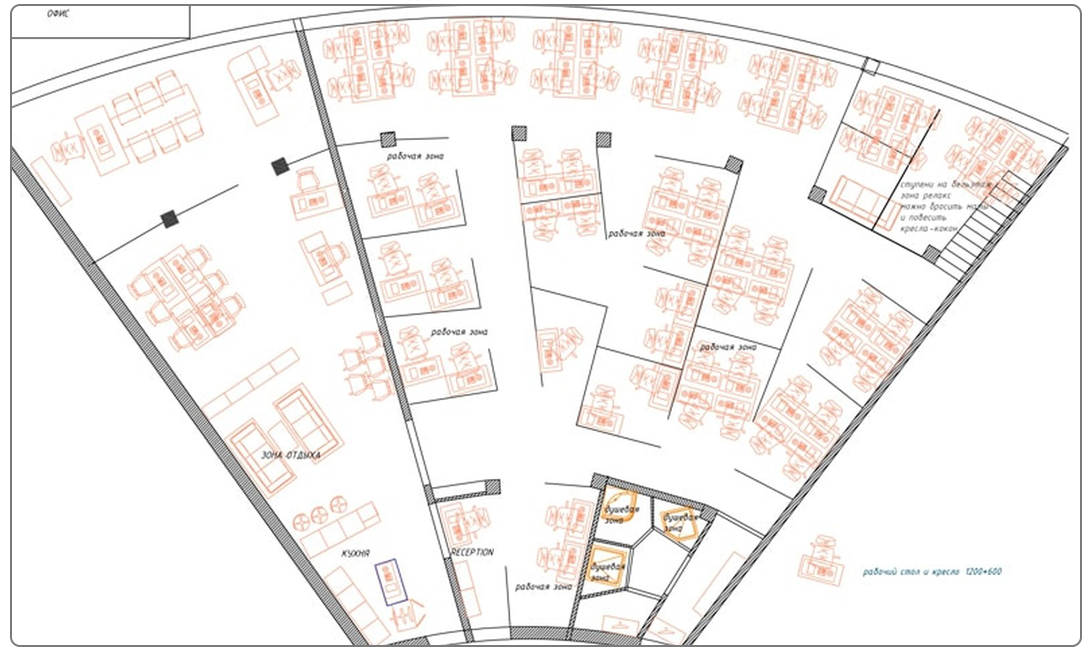 ОФИС
рабочая зона
ступени на бельэтаж
зона релакс
можно бросить маты
и повесить
кресла-кокон
рабочая зона
рабочая зона
рабочая зона
ЗОНА ОТДЫХА
душевая
зона
душевая
зона
КУХНЯ
RECEPTION
душевая
зона
рабочая зона
рабочий стол и кресло 1200*600